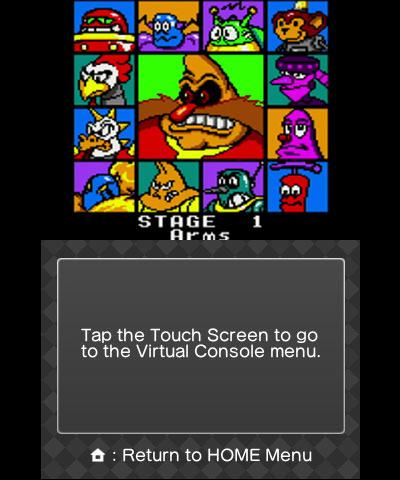 STAGE 1
Arms
Tap the Touch Screen to go
to the Virtual Console menu.
: Return to HOME Menu